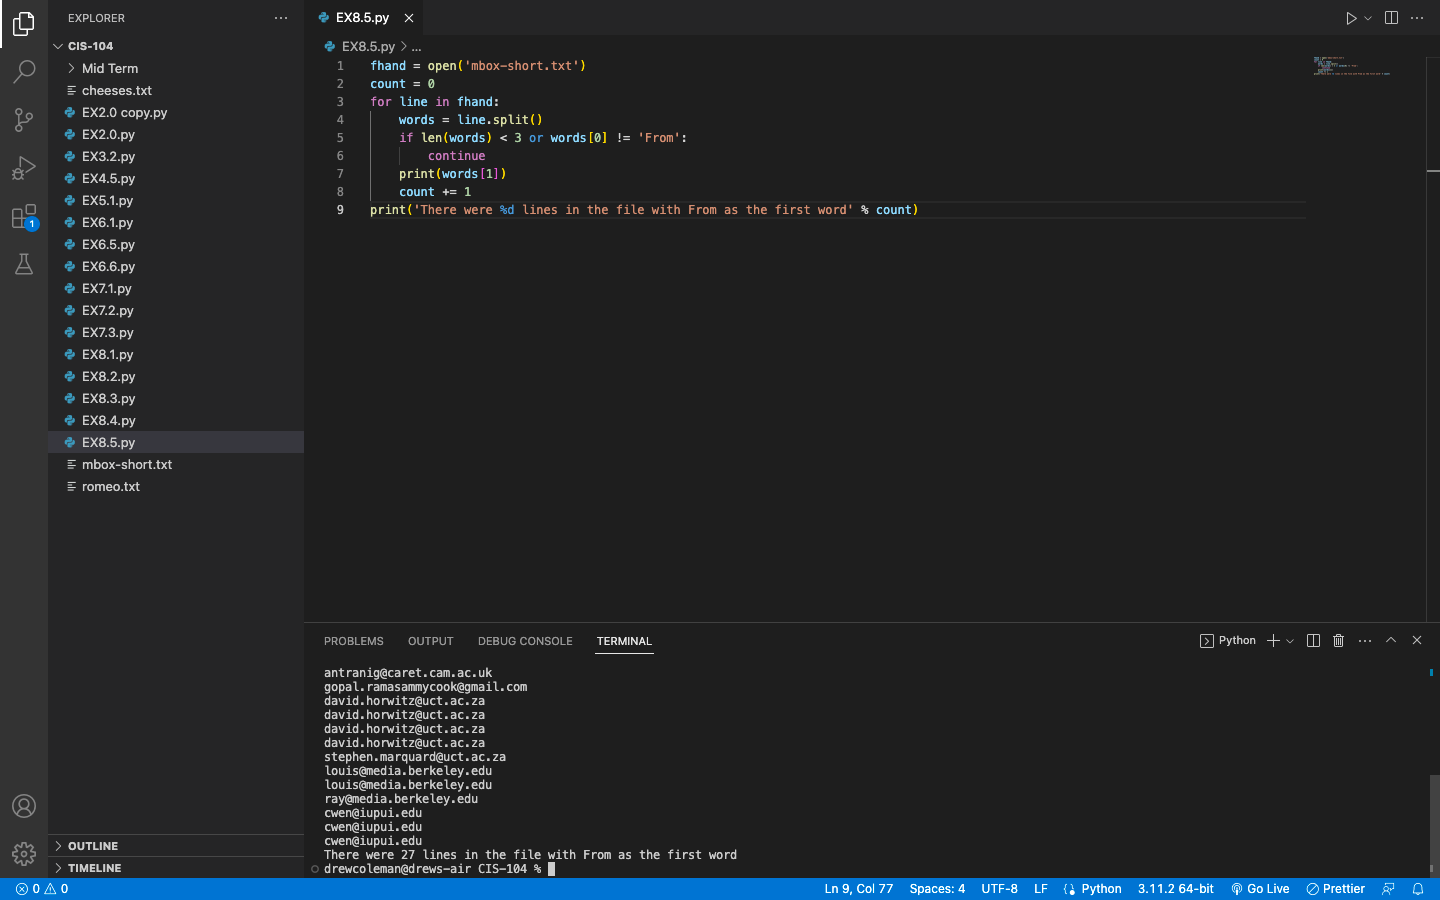 EXPLORER
CIS-104
Mid Term
cheeses.txt
EX2.0 copy.py
EX2.0.py
EX3.2.py
EX4.5.py
EX5.1.py
EX6.1.py
EX6.5.py
EX6.6.py
EX7.1.py
EX7.2.py
EX7.3.py
EX8.1.py
EX8.2.py
EX8.3.py
EX8.4.py
EX8.5.py
mbox-short.txt
romeo.txt
OUTLINE
TIMELINE
1
EX8.5.py
EX8.5.py > ...
1 fhand = open('mbox-short.txt')
2 count = 0
3 for line in fhand:
4     words = line.split()
5     if len(words) < 3 or words[0] != 'From':
6         continue
7     print(words[1])
8     count += 1
9 print('There were %d lines in the file with From as the first word' % count)
PROBLEMS OUTPUT DEBUG CONSOLE TERMINAL Python
antranig@caret.cam.ac.uk
gopal.ramasammycook@gmail.com
david.horwitz@uct.ac.za
david.horwitz@uct.ac.za
david.horwitz@uct.ac.za
david.horwitz@uct.ac.za
stephen.marquard@uct.ac.za
louis@media.berkeley.edu
louis@media.berkeley.edu
ray@media.berkeley.edu
cwen@iupui.edu
cwen@iupui.edu
cwen@iupui.edu
There were 27 lines in the file with From as the first word
drewcoleman@drews-air CIS-104 %
0 0 Ln 9, Col 77 Spaces: 4 UTF-8 LF Python 3.11.2 64-bit Go Live Prettier